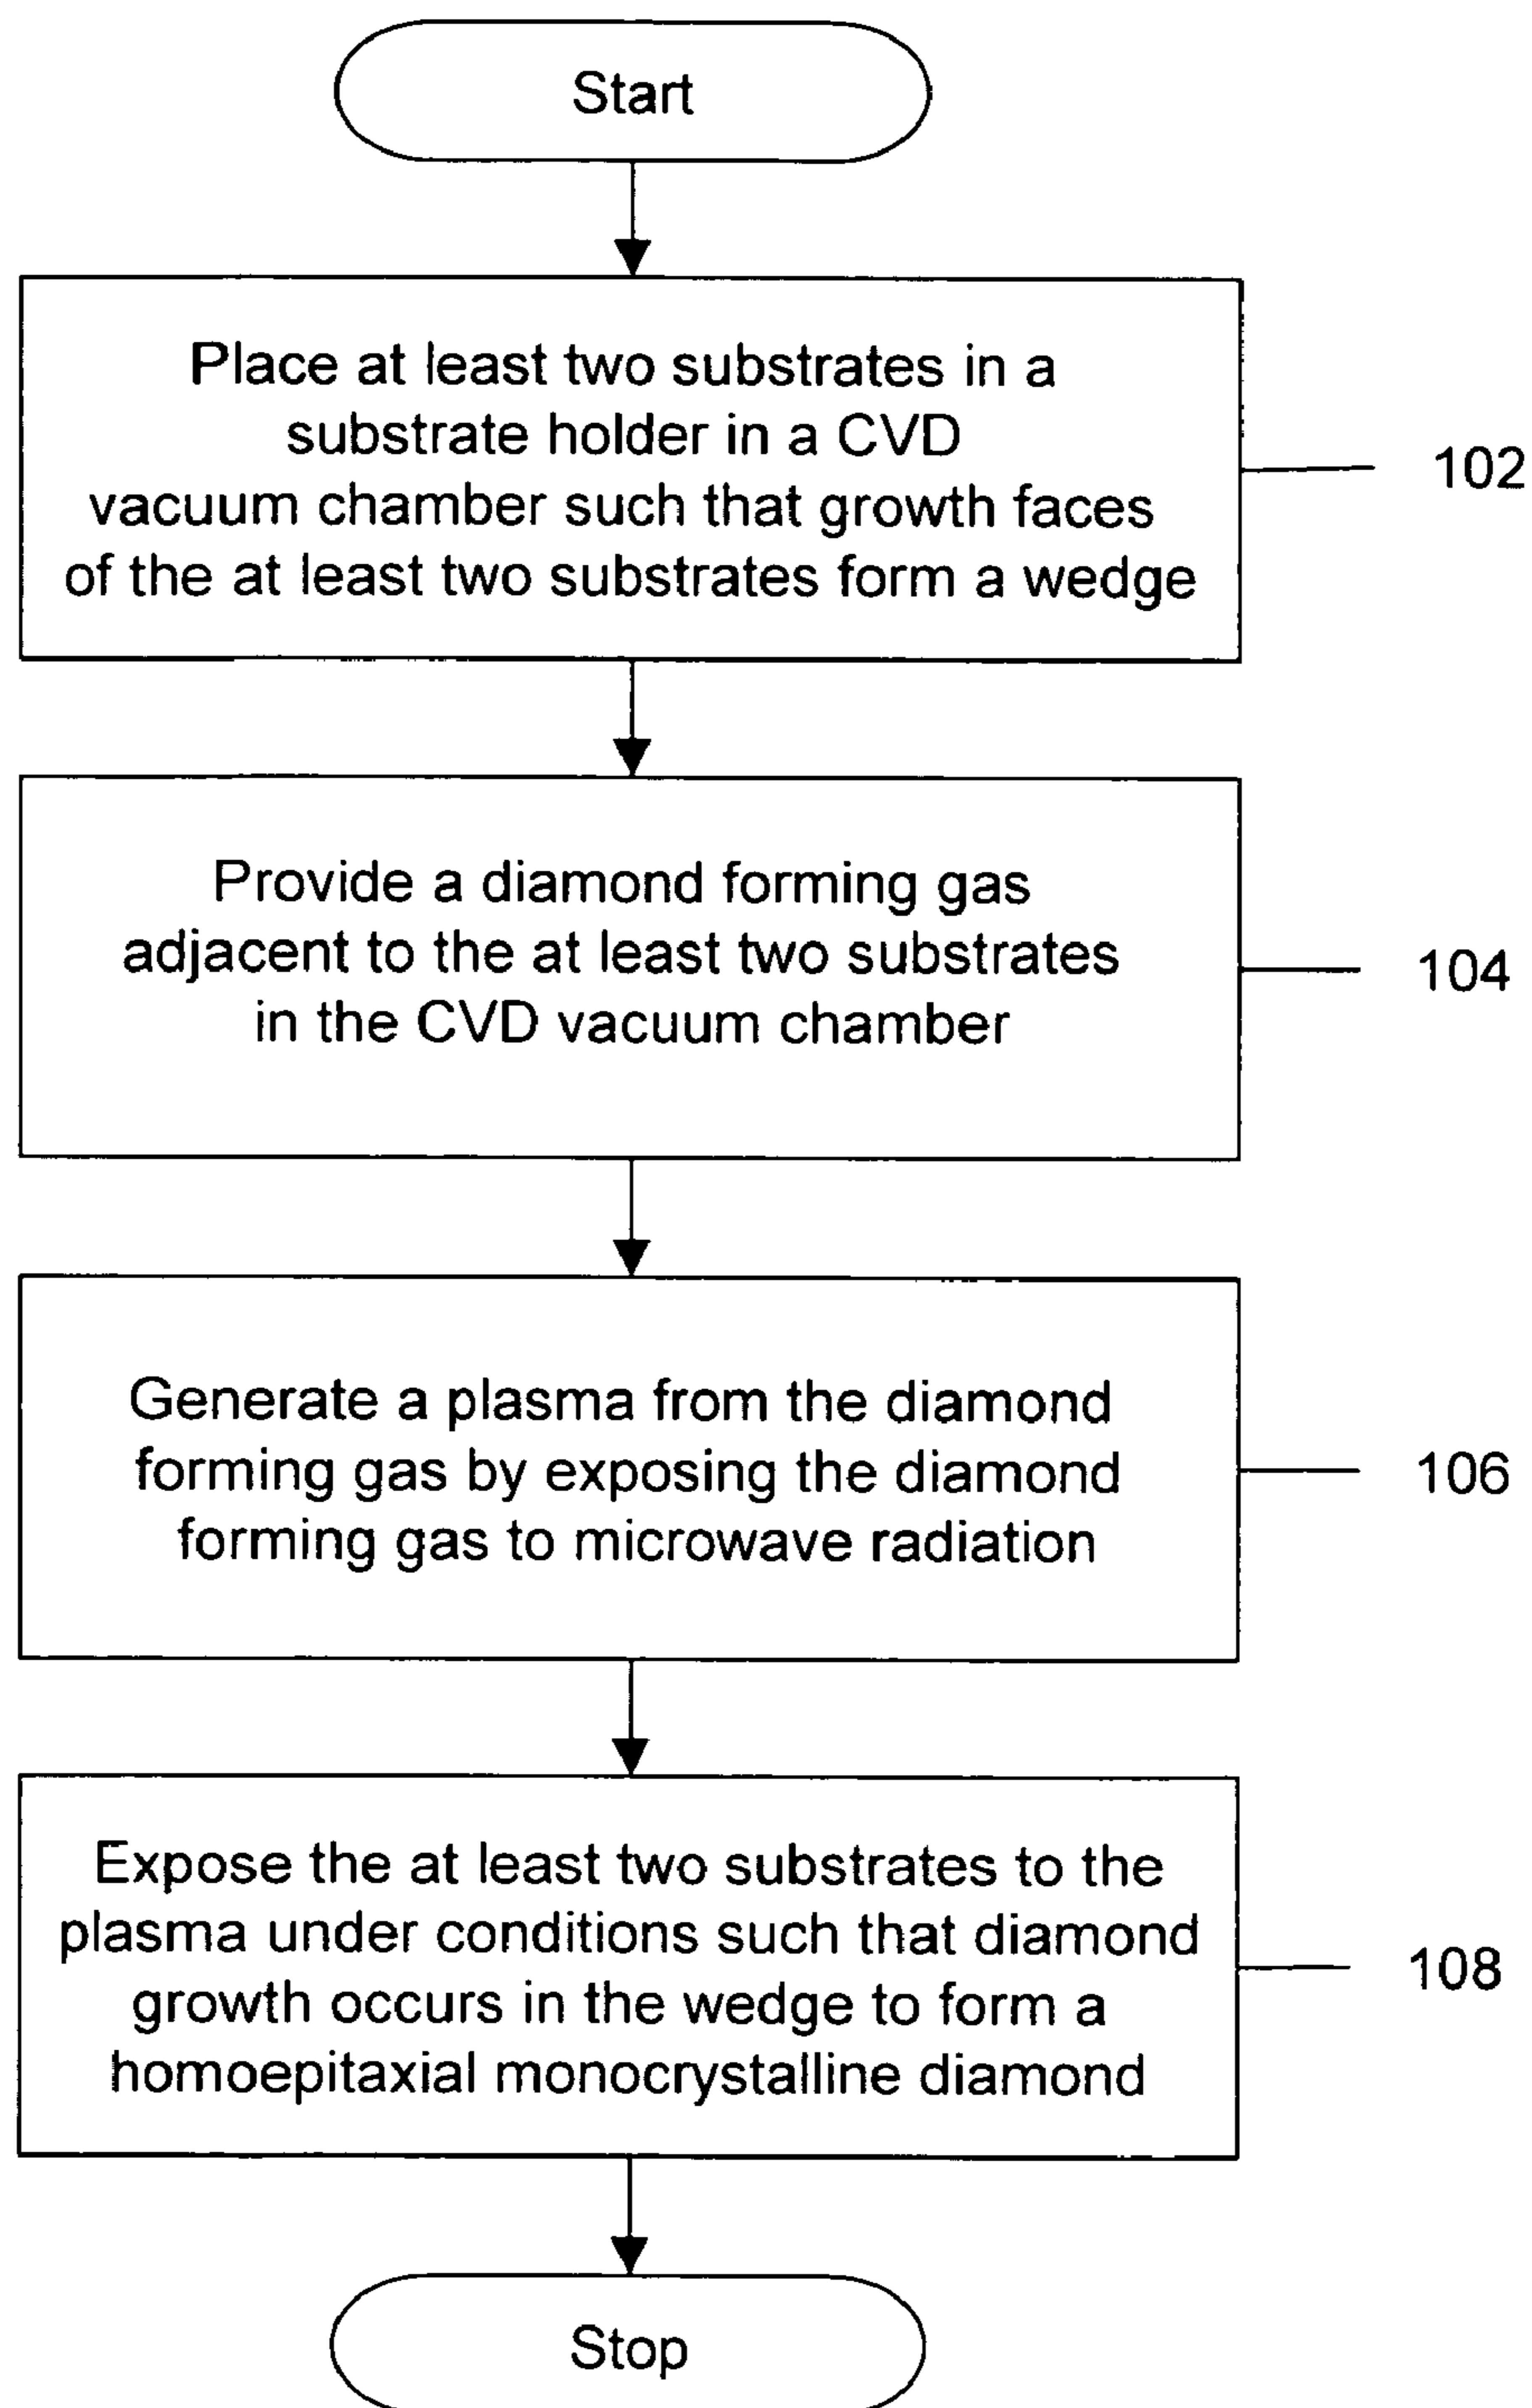 Start
Place at least two substrates in a
substrate holder in a CVD
vacuum chamber such that growth faces
of the at least two substrates form a wedge
102
Provide a diamond forming gas
adjacent to the at least two substrates
in the CVD vacuum chamber
104
Generate a plasma from the diamond
forming gas by exposing the diamond
forming gas to microwave radiation
106
Expose the at least two substrates to the
plasma under conditions such that diamond
growth occurs in the wedge to form a
homoepitaxial monocrystalline diamond
108
Stop